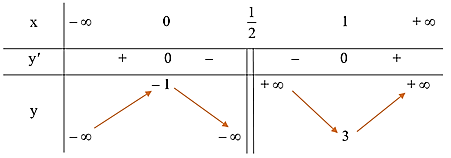 x −∞ 0 1/2 1 +∞
y′ + 0 − − 0 +
−1 +∞ +∞
y
−∞ −∞ 3